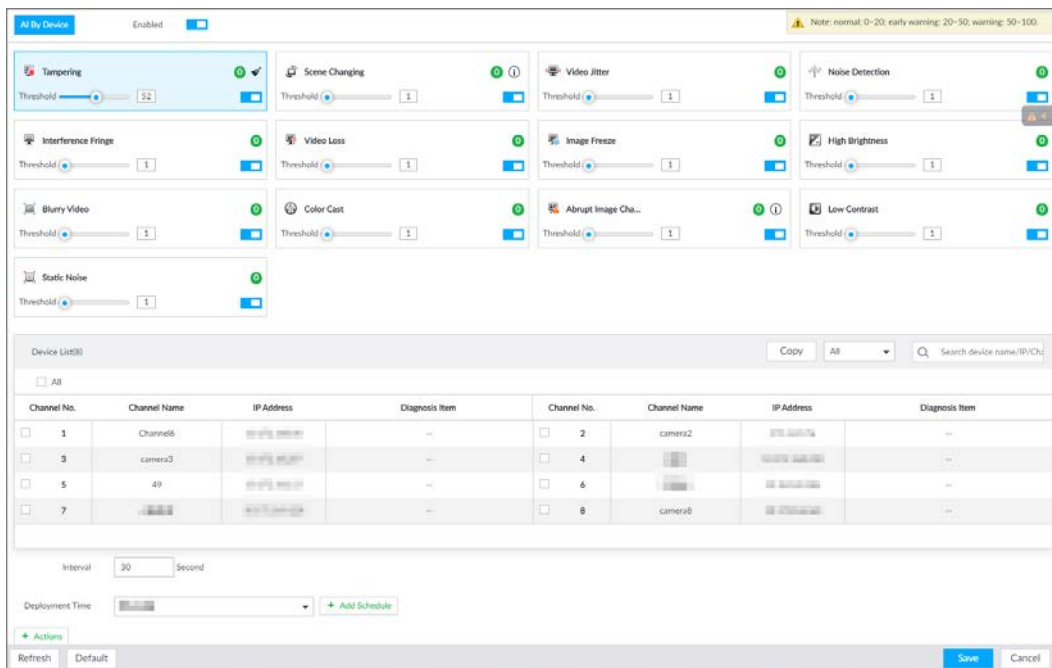 AI By Device Enabled Note: normal: 0~20; early warning: 20~50; warning: 50~100.
Tampering 0 Scene Changing 0 Video Jitter 0 Noise Detection 0
Threshold 52 Threshold 1 Threshold 1 Threshold 1
4
Interference Fringe 0 Video Loss 0 Image Freeze 0 High Brightness 0
Threshold 1 Threshold 1 Threshold 1 Threshold 1
Blurry Video 0 Color Cast 0 Abrupt Image Cha... 0 Low Contrast 0
Threshold 1 Threshold 1 Threshold 1 Threshold 1
Static Noise 0
Threshold 1
Device List(8) Copy All Search device name/IP/Cha
All
Channel No. Channel Name IP Address Diagnosis Item Channel No. Channel Name IP Address Diagnosis Item
1 Channel6 -- 2 camera2 --
3 camera3 -- 4 --
5 49 -- 6 --
7 -- 8 camera8 --
Interval 30 Second
Deployment Time + Add Schedule
+ Actions
Refresh Default Save Cancel